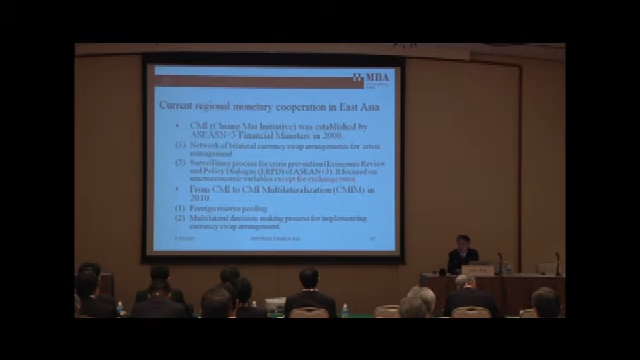 MBA
Current regional monetary cooperation in East Asia
• CMI (Chiang Mai Initiative) was established by
ASEASN+3 Financial Ministers in 2000.
(1) Network of bilateral currency swap arrangements for crisis
management
(2) Surveillance process for crisis prevention (Economic Review
and Policy Dialogue (ERPD) of ASEAN+3). It focused on
macroeconomic variables except for exchange rates.
• From CMI to CMI Multilateralization (CMIM) in
2010.
(1) Foreign reserve pooling
(2) Multilateral decision making process for implementing
currency swap arrangement.